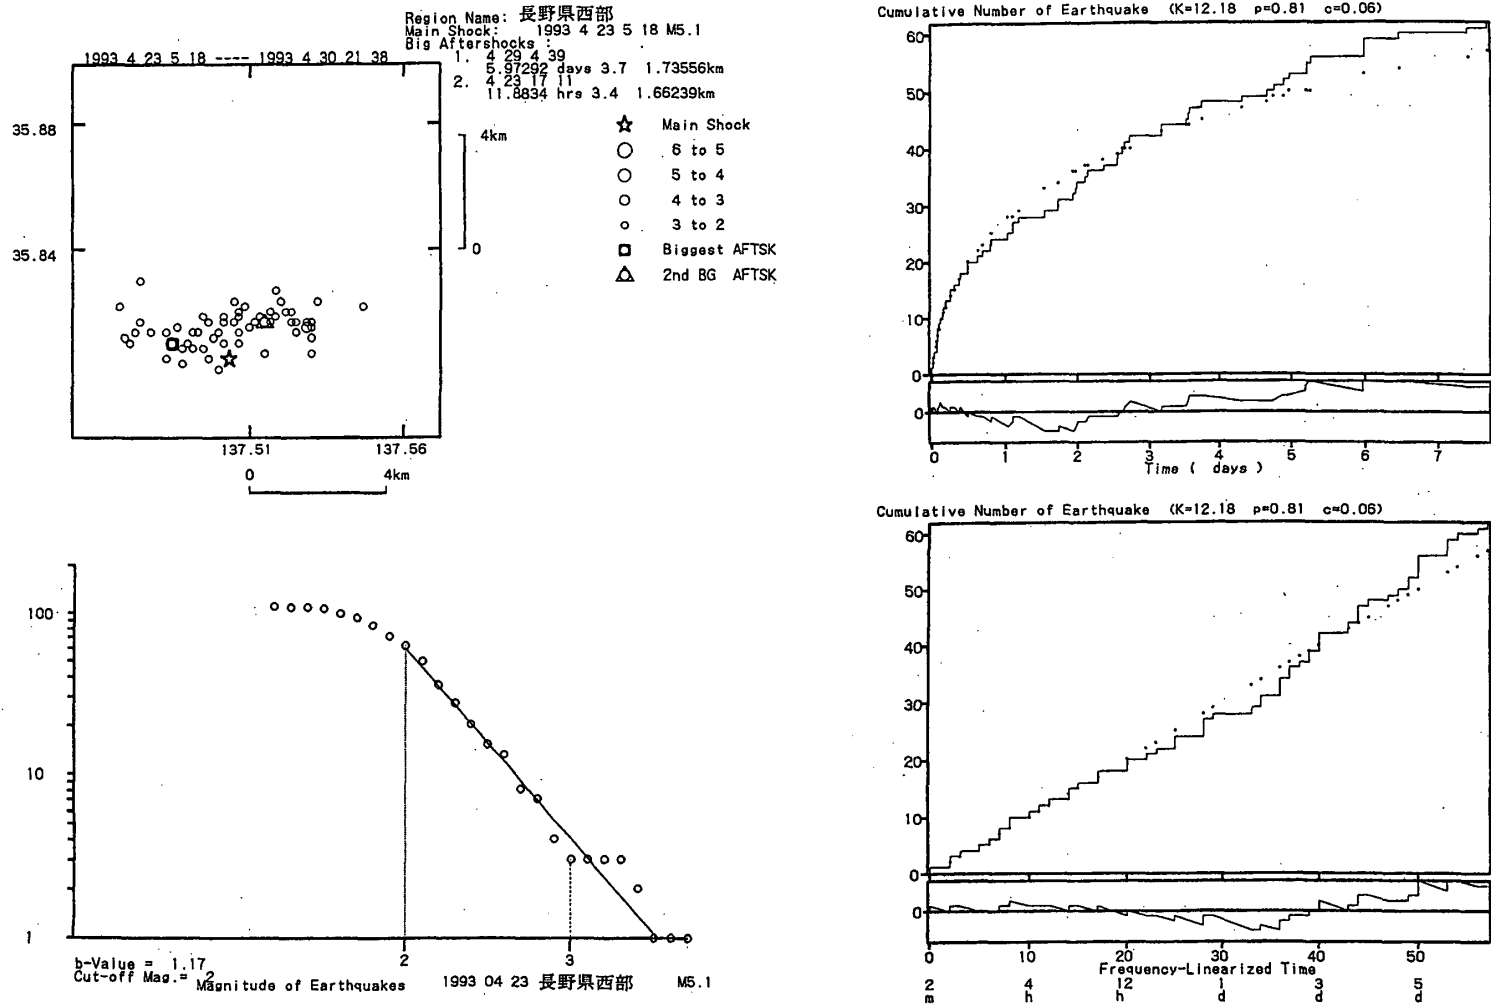 Region Name: 長野県西部
Main Shock: 1993 4 23 5 18 M5.1
Big Aftershocks :
1. 4 29 4 39
5.97292 days 3.7 1.73556km
2. 4 23 17 11
11.8834 hrs 3.4 1.66239km
1993 4 23 5 18 ---- 1993 4 30 21 38
35.88
35.84
137.51 137.56
0 4km
4km
0
Main Shock
6 to 5
5 to 4
4 to 3
3 to 2
Biggest AFTSK
2nd BG AFTSK
Cumulative Number of Earthquake (K=12.18 p=0.81 c=0.06)
60
50
40
30
20
10
0
0
0 1 2 3 4 5 6 7
Time ( days )
100
10
1
2 3
b-Value = 1.17
Cut-off Mag.= 2
Magnitude of Earthquakes 1993 04 23 長野県西部 M5.1
Cumulative Number of Earthquake (K=12.18 p=0.81 c=0.06)
60
50
40
30
20
10
0
0
0 10 20 30 40 50
Frequency-Linearized Time
2 4 12 1 3 5
m h h d d d